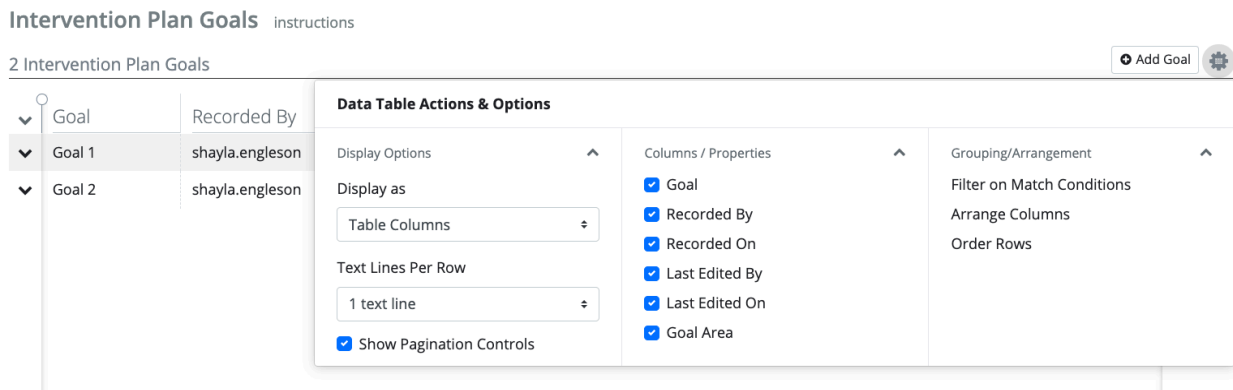 Intervention Plan Goals instructions
2 Intervention Plan Goals
Add Goal
Goal Recorded By
Goal 1 shayla.engleson
Goal 2 shayla.engleson
Data Table Actions & Options
Display Options
Display as
Table Columns
Text Lines Per Row
1 text line
Show Pagination Controls
Columns / Properties
Goal
Recorded By
Recorded On
Last Edited By
Last Edited On
Goal Area
Grouping/Arrangement
Filter on Match Conditions
Arrange Columns
Order Rows